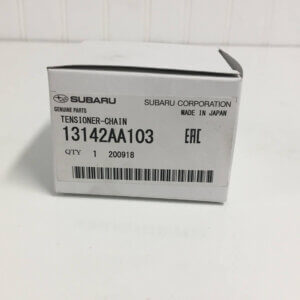 SUBARU
GENUINE PARTS
SUBARU CORPORATION
MADE IN JAPAN
TENSIONER-CHAIN
13142AA103
EAC
QTY 1 200918